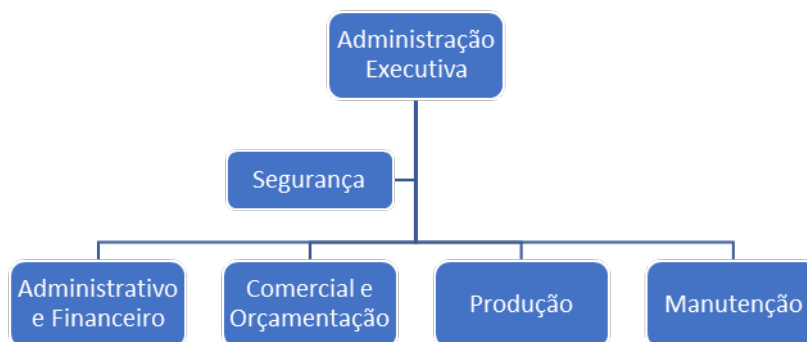 Administração
Executiva
Segurança
Administrativo
e Financeiro
Comercial e
Orçamentação
Produção
Manutenção